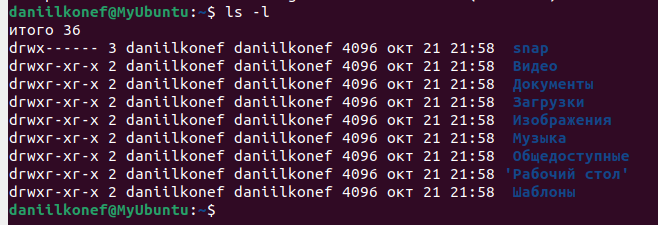 daniilkonef@MyUbuntu:~$ ls -l
итого 36
drwx------ 3 daniilkonef daniilkonef 4096 окт 21 21:58  snap
drwxr-xr-x 2 daniilkonef daniilkonef 4096 окт 21 21:58  Видео
drwxr-xr-x 2 daniilkonef daniilkonef 4096 окт 21 21:58  Документы
drwxr-xr-x 2 daniilkonef daniilkonef 4096 окт 21 21:58  Загрузки
drwxr-xr-x 2 daniilkonef daniilkonef 4096 окт 21 21:58  Изображения
drwxr-xr-x 2 daniilkonef daniilkonef 4096 окт 21 21:58  Музыка
drwxr-xr-x 2 daniilkonef daniilkonef 4096 окт 21 21:58  Общедоступные
drwxr-xr-x 2 daniilkonef daniilkonef 4096 окт 21 21:58 'Рабочий стол'
drwxr-xr-x 2 daniilkonef daniilkonef 4096 окт 21 21:58  Шаблоны
daniilkonef@MyUbuntu:~$